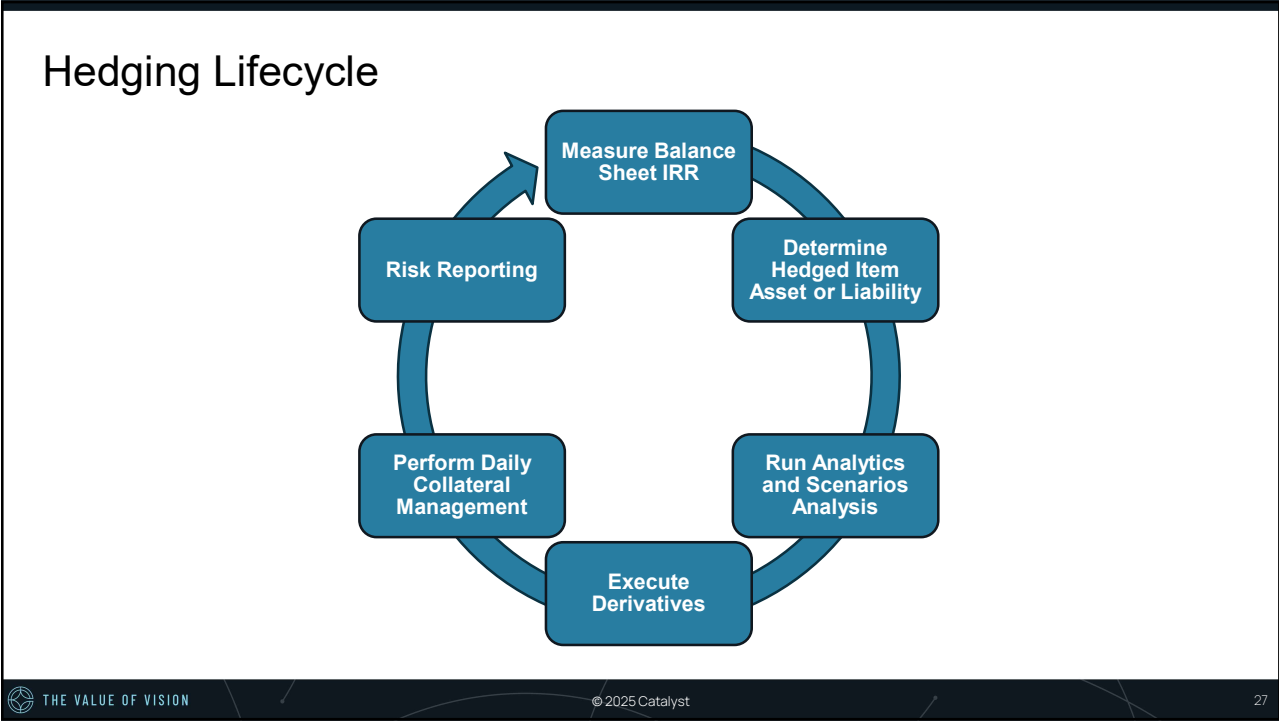 Hedging Lifecycle
Measure Balance
Sheet IRR
Determine
Hedged Item
Asset or Liability
Run Analytics
and Scenarios
Analysis
Execute
Derivatives
Perform Daily
Collateral
Management
Risk Reporting
THE VALUE OF VISION
© 2025 Catalyst
27